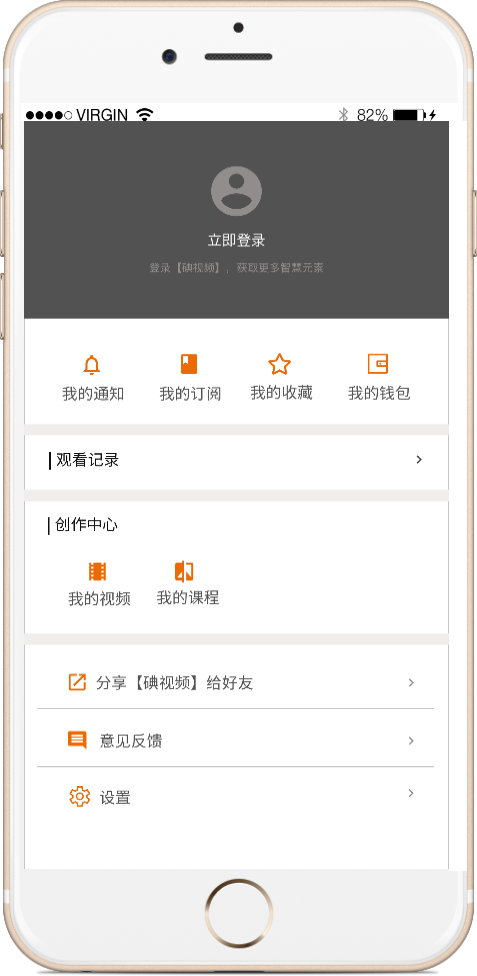 VIRGIN 82%
立即登录
登录【碘视频】，获取更多智慧元素
我的通知 我的订阅 我的收藏 我的钱包
观看记录
创作中心
我的视频 我的课程
分享【碘视频】给好友
意见反馈
设置